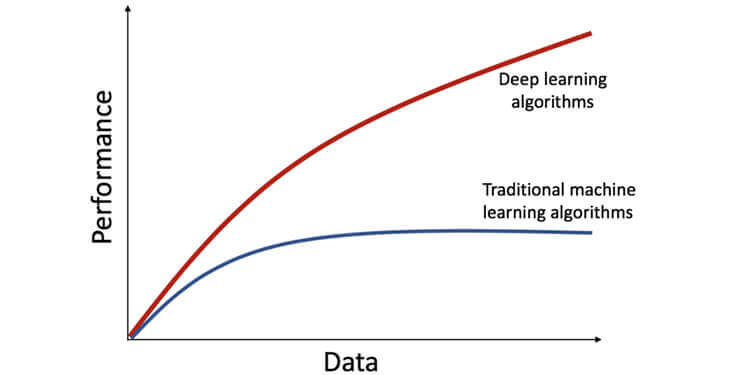 Performance
Deep learning
algorithms
Traditional machine
learning algorithms
Data